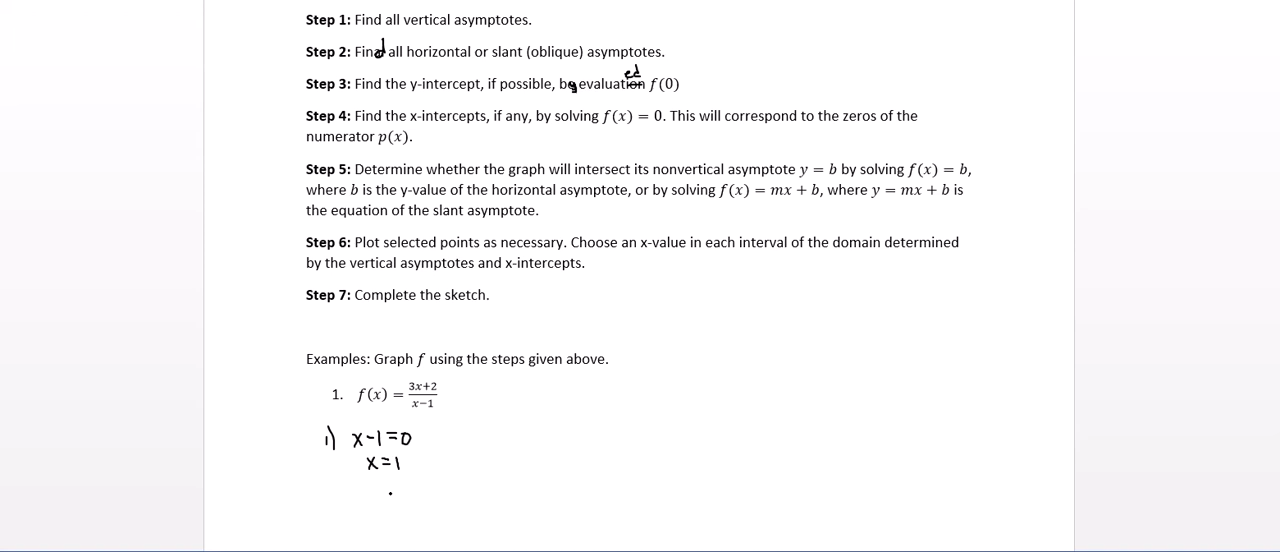 Step 1: Find all vertical asymptotes.
Step 2: Find all horizontal or slant (oblique) asymptotes.
ed
Step 3: Find the y-intercept, if possible, by evaluation f(0)
Step 4: Find the x-intercepts, if any, by solving f(x) = 0. This will correspond to the zeros of the
numerator p(x).
Step 5: Determine whether the graph will intersect its nonvertical asymptote y = b by solving f(x) = b,
where b is the y-value of the horizontal asymptote, or by solving f(x) = mx + b, where y = mx + b is
the equation of the slant asymptote.
Step 6: Plot selected points as necessary. Choose an x-value in each interval of the domain determined
by the vertical asymptotes and x-intercepts.
Step 7: Complete the sketch.
Examples: Graph f using the steps given above.
1. f(x) = 3x+2 / x−1
1) x-1=0
x=1